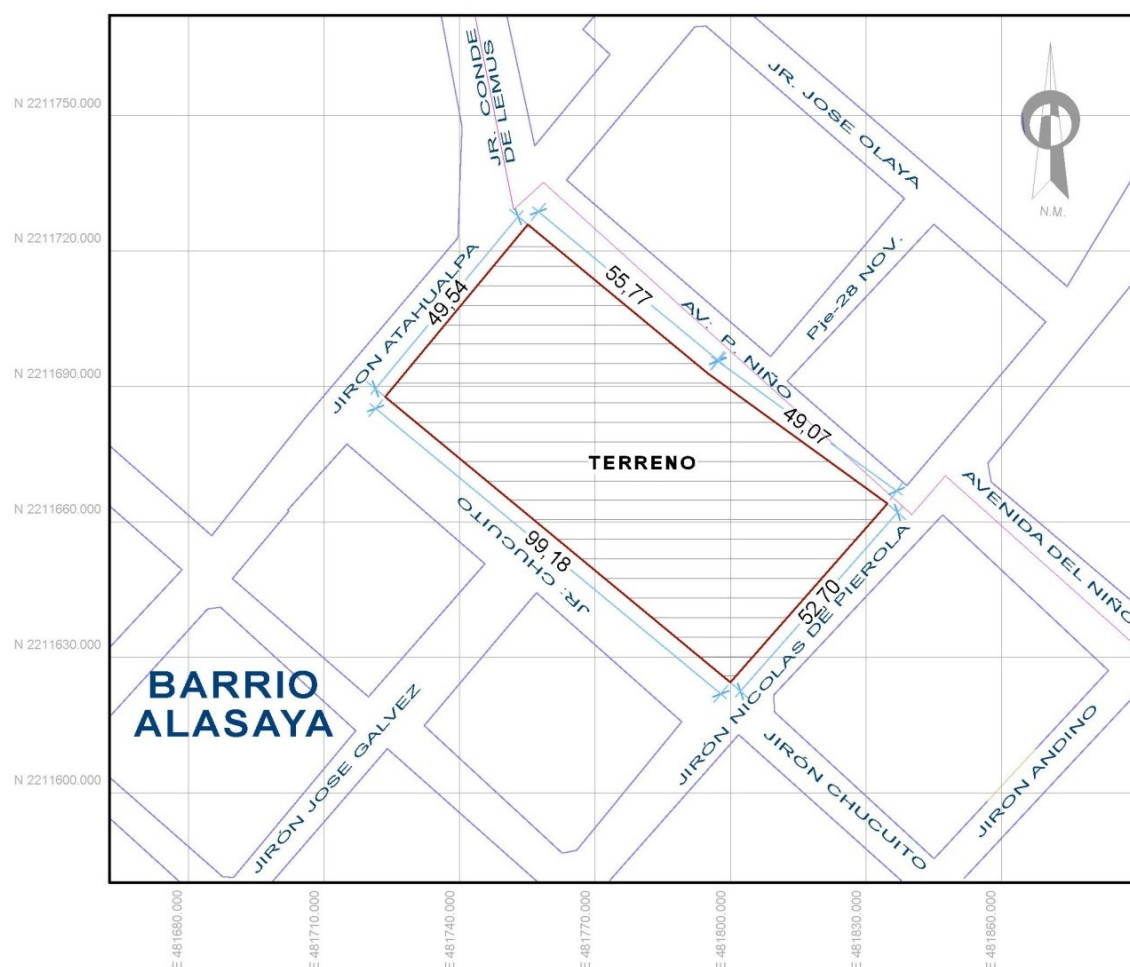 N 2211750.000
N 2211720.000
N 2211690.000
N 2211660.000
N 2211630.000
N 2211600.000
JR. CONDE
DE LEMUS
JR. JOSE OLAYA
N.M.
Pje-28 NOV.
JIRON ATAHUALPA
49,54
55,77
AV: P. NIÑO
49,07
TERRENO
JR: CHUCUITO
99,18
52,70
JIRÓN NICOLAS DE PIEROLA
AVENIDA DEL NIÑO
BARRIO
ALASAYA
JIRÓN JOSE GALVEZ
JIRÓN CHUCUITO
JIRON ANDINO
E 481680.000
E 481710.000
E 481740.000
E 481770.000
E 481800.000
E 481830.000
E 481860.000